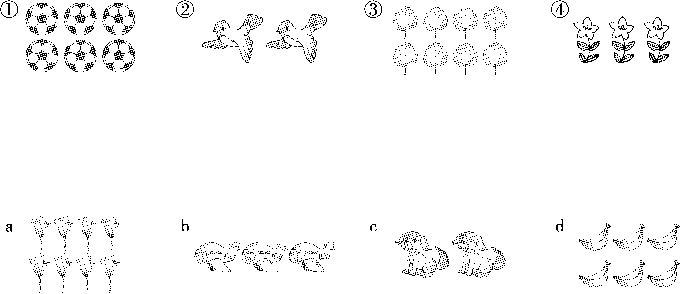 ① ② ③ ④
a b c d